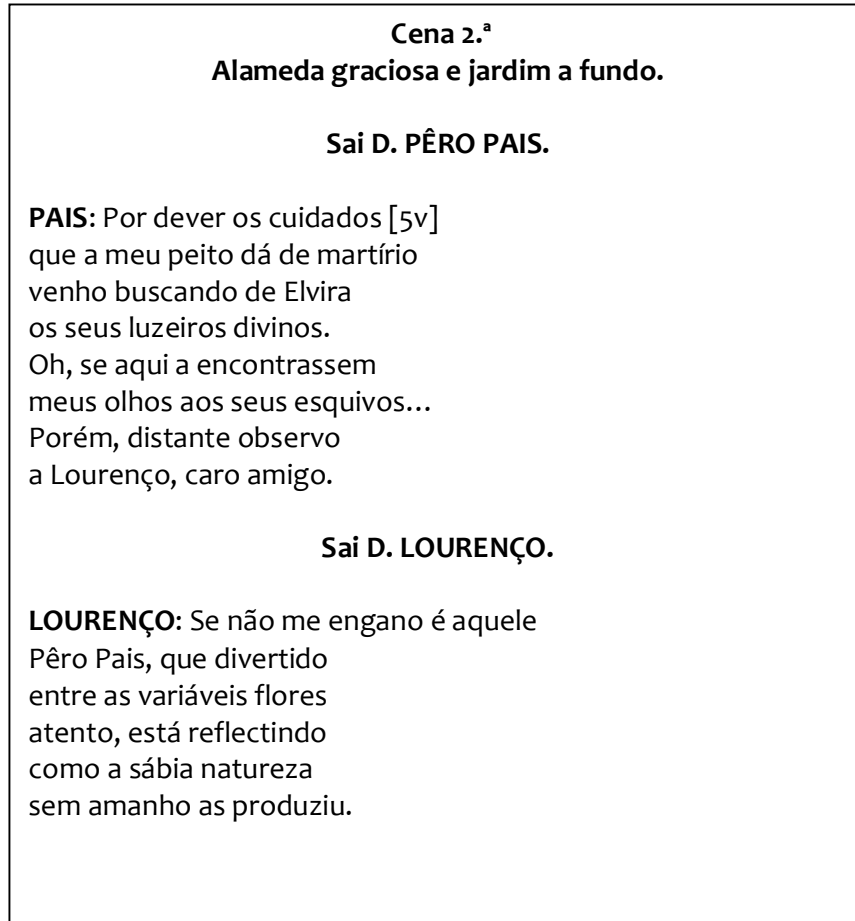 Cena 2.ª
Alameda graciosa e jardim a fundo.
Sai D. PÊRO PAIS.
PAIS: Por dever os cuidados [5v]
que a meu peito dá de martírio
venho buscando de Elvira
os seus luzeiros divinos.
Oh, se aqui a encontrassem
meus olhos aos seus esquivos…
Porém, distante observo
a Lourenço, caro amigo.
Sai D. LOURENÇO.
LOURENÇO: Se não me engano é aquele
Pêro Pais, que divertido
entre as variáveis flores
atento, está reflectindo
como a sábia natureza
sem amanho as produziu.